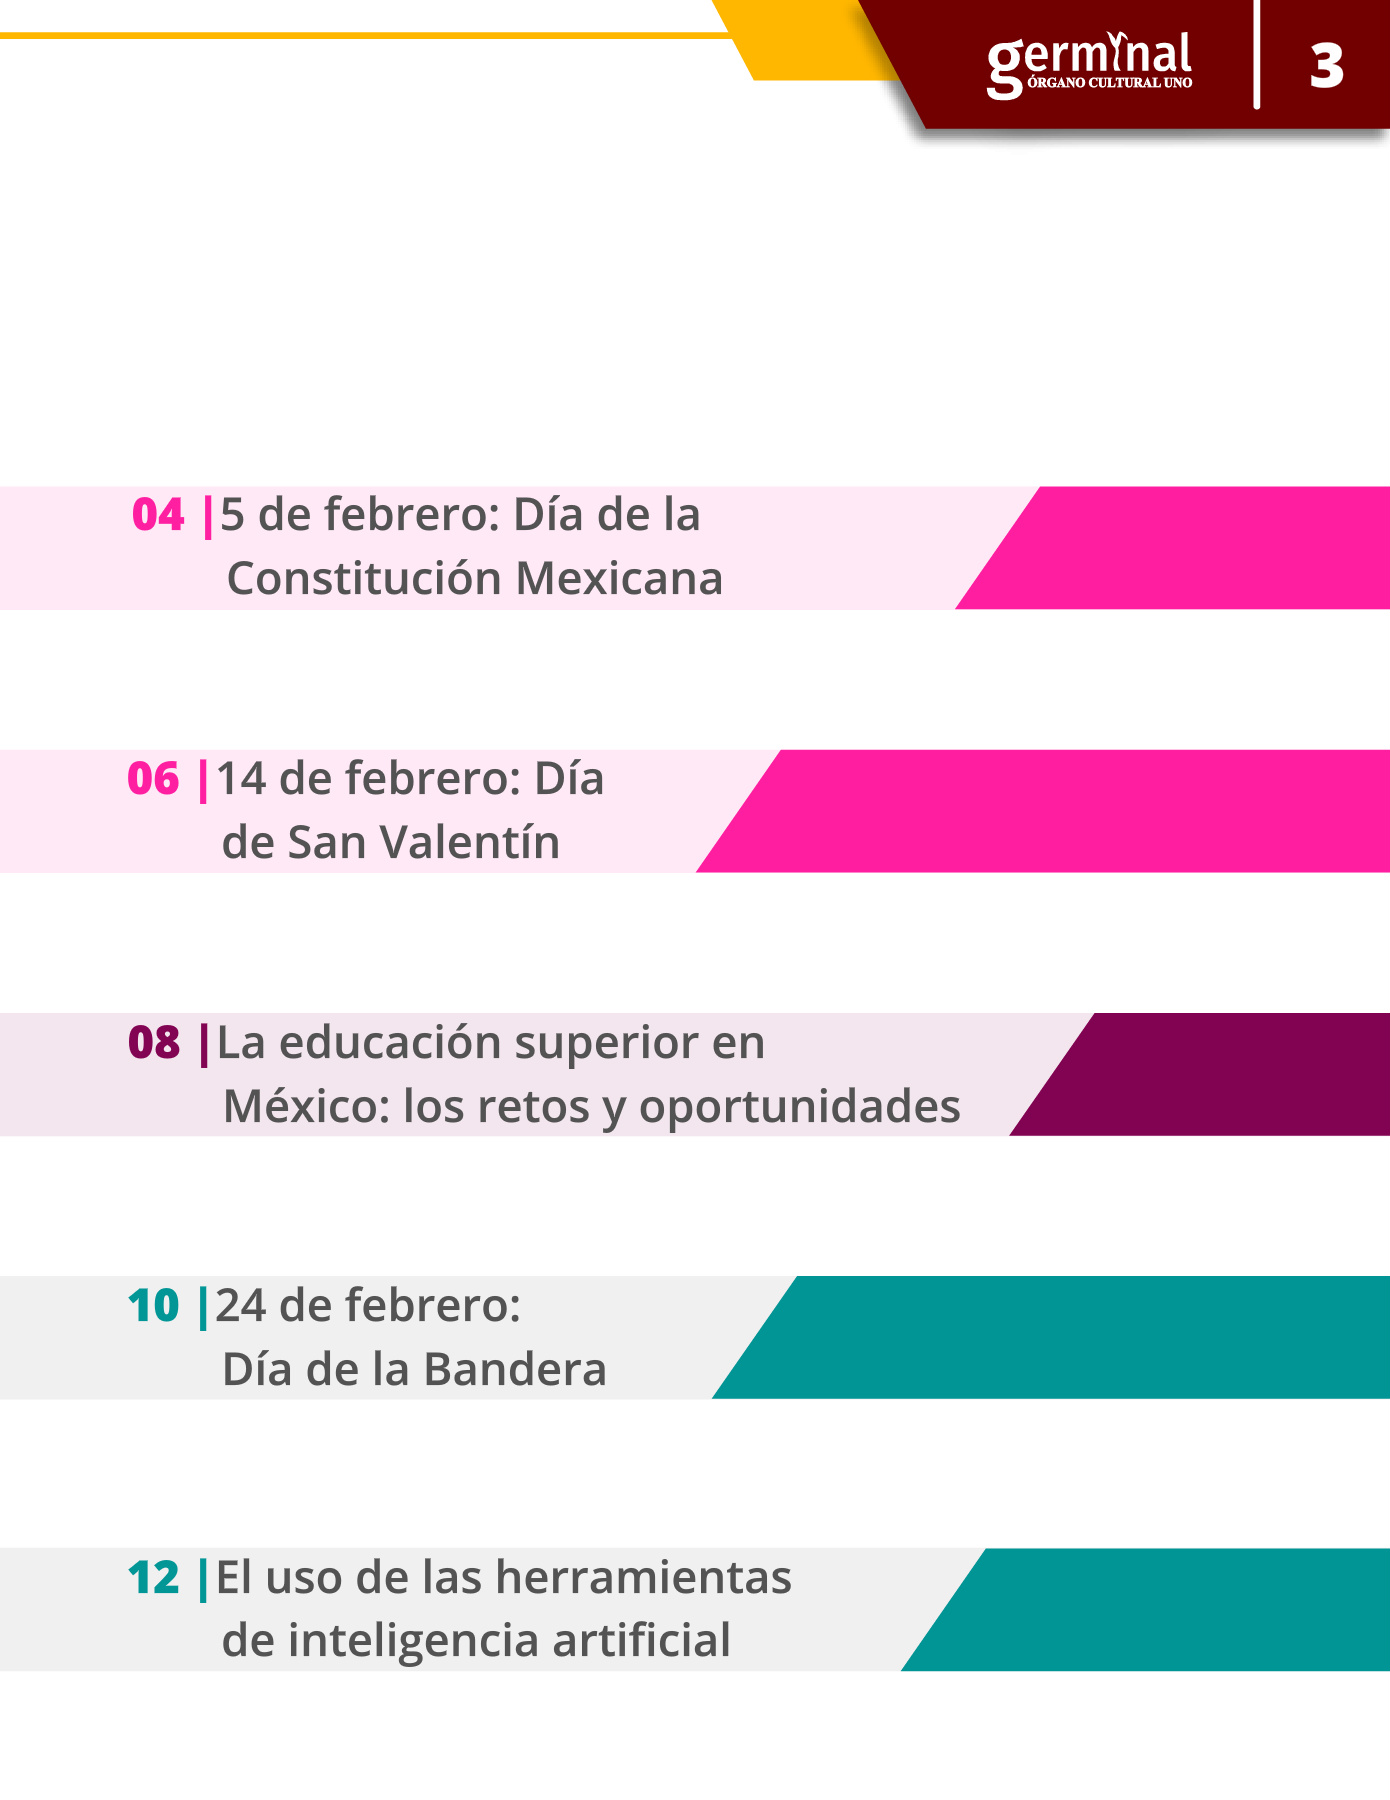 germinal
ÓRGANO CULTURAL UNO
3
04 |5 de febrero: Día de la
Constitución Mexicana
06 |14 de febrero: Día
de San Valentín
08 |La educación superior en
México: los retos y oportunidades
10 |24 de febrero:
Día de la Bandera
12 |El uso de las herramientas
de inteligencia artificial